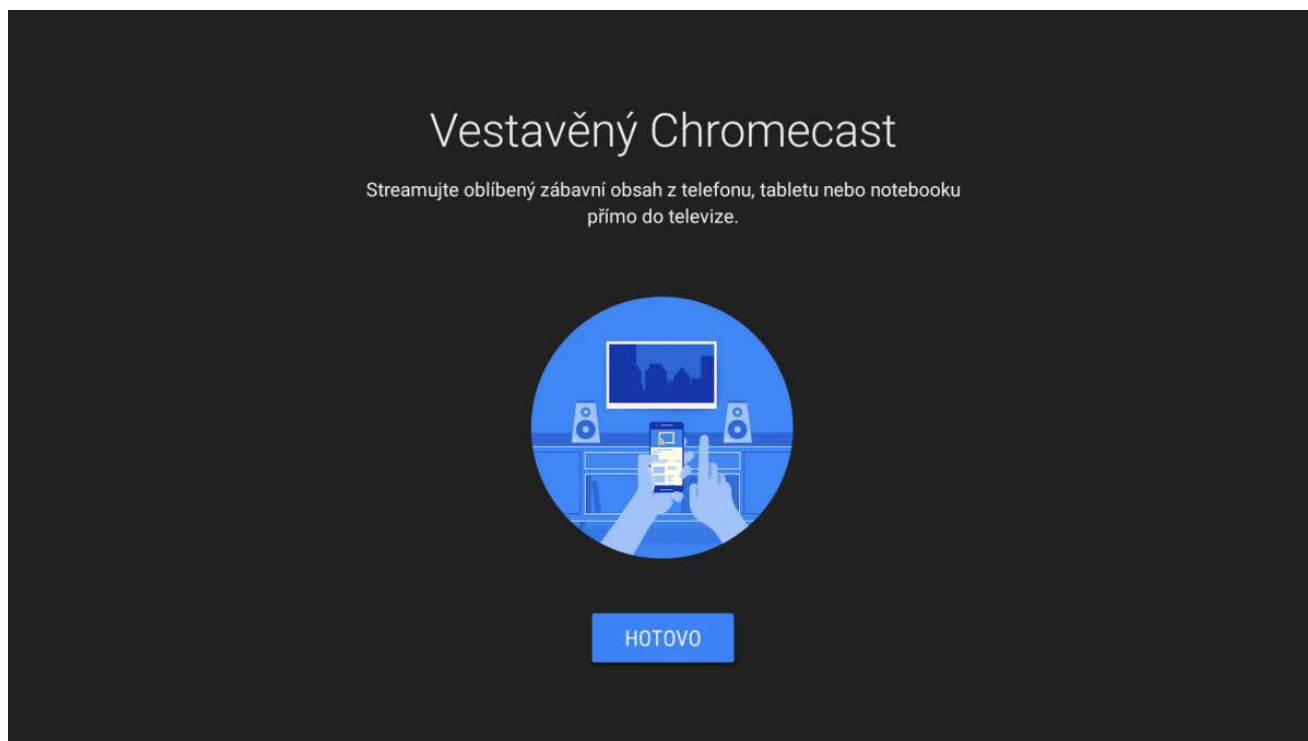 Vestavěný Chromecast
Streamujte oblíbený zábavní obsah z telefonu, tabletu nebo notebooku
přímo do televize.
HOTOVO